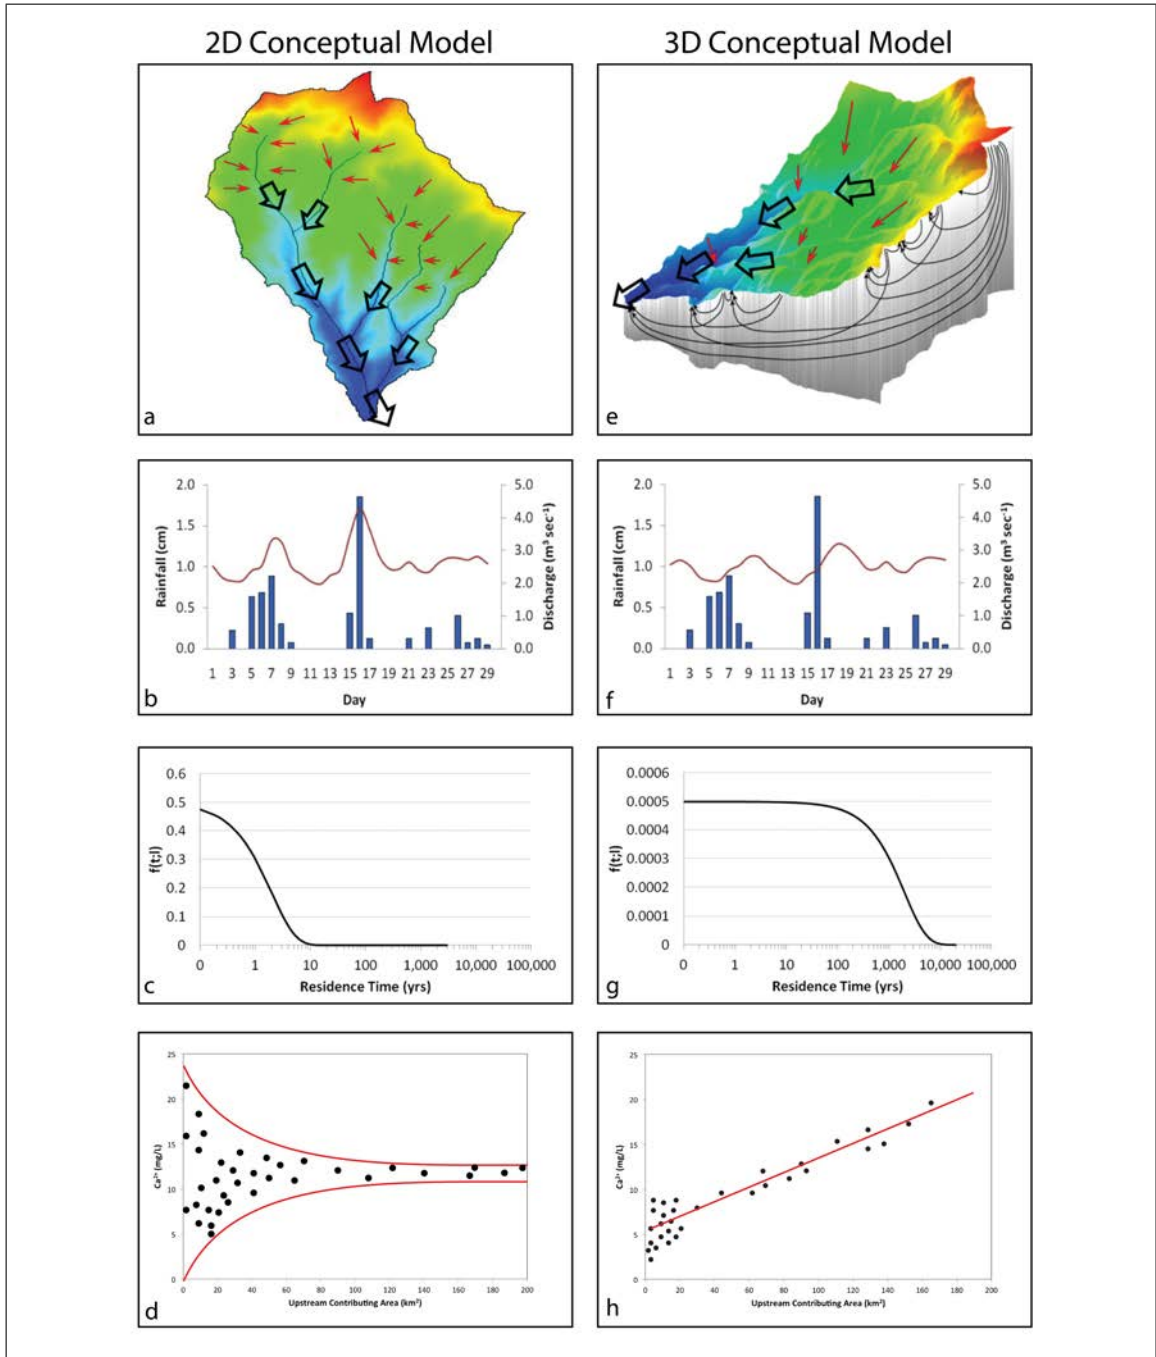 2D Conceptual Model
3D Conceptual Model
a
e
2.0
1.5
1.0
0.5
0.0
Rainfall (cm)
5.0
4.0
3.0
2.0
1.0
0.0
Discharge (m³ sec⁻¹)
1 3 5 7 9 11 13 15 17 19 21 23 25 27 29
Day
b
2.0
1.5
1.0
0.5
0.0
Rainfall (cm)
5.0
4.0
3.0
2.0
1.0
0.0
Discharge (m³ sec⁻¹)
1 3 5 7 9 11 13 15 17 19 21 23 25 27 29
Day
f
0.6
0.5
0.4
0.3
0.2
0.1
0
f(t;l)
0 1 10 100 1,000 10,000 100,000
Residence Time (yrs)
c
0.0006
0.0005
0.0004
0.0003
0.0002
0.0001
0
f(t;l)
0 1 10 100 1,000 10,000 100,000
Residence Time (yrs)
g
25
20
15
10
5
0
Ca²⁺ (mg/L)
0 20 40 60 80 100 120 140 160 180 200
Upstream Contributing Area (km²)
d
25
20
15
10
5
0
Ca²⁺ (mg/L)
0 20 40 60 80 100 120 140 160 180 200
Upstream Contributing Area (km²)
h